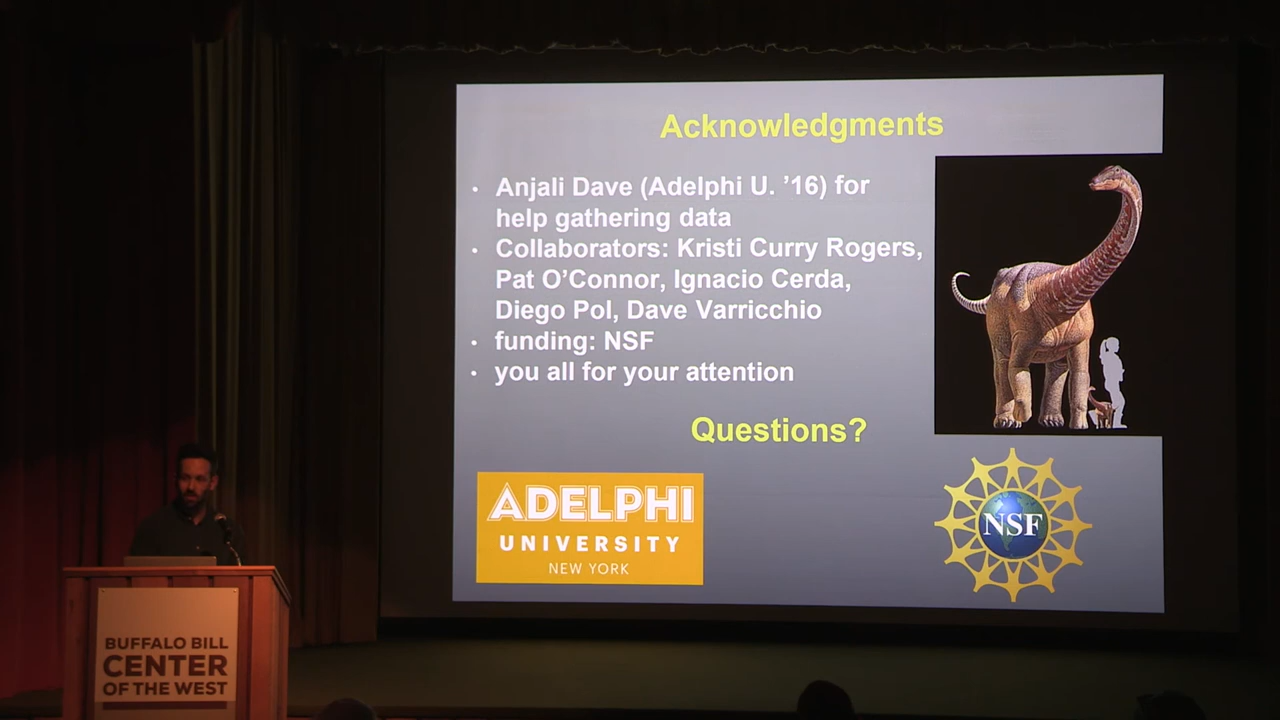 Acknowledgments
• Anjali Dave (Adelphi U. ’16) for
help gathering data
• Collaborators: Kristi Curry Rogers,
Pat O’Connor, Ignacio Cerda,
Diego Pol, Dave Varricchio
• funding: NSF
• you all for your attention
Questions?
ADELPHI
UNIVERSITY
NEW YORK
NSF
BUFFALO BILL
CENTER
OF THE WEST